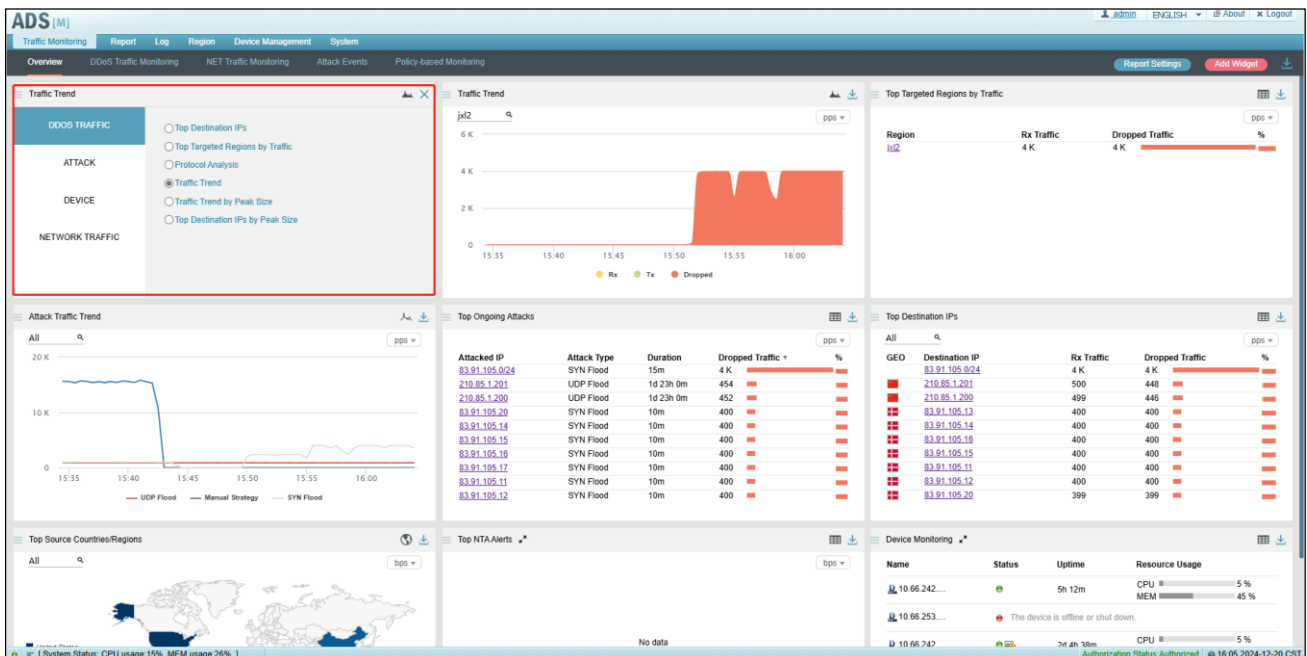 ADS [M]
admin ENGLISH About Logout
Traffic Monitoring Report Log Region Device Management System
Overview DDoS Traffic Monitoring NET Traffic Monitoring Attack Events Policy-based Monitoring Report Settings Add Widget
Traffic Trend
DDOS TRAFFIC
ATTACK
DEVICE
NETWORK TRAFFIC
Top Destination IPs
Top Targeted Regions by Traffic
Protocol Analysis
Traffic Trend
Traffic Trend by Peak Size
Top Destination IPs by Peak Size
Traffic Trend
jxl2 pps
6 K
4 K
2 K
0
15:35 15:40 15:45 15:50 15:55 16:00
Rx Tx Dropped
Top Targeted Regions by Traffic
pps
Region Rx Traffic Dropped Traffic %
jxl2 4 K 4 K
Attack Traffic Trend
All pps
20 K
10 K
0
15:35 15:40 15:45 15:50 15:55 16:00
UDP Flood Manual Strategy SYN Flood
Top Ongoing Attacks
pps
Attacked IP Attack Type Duration Dropped Traffic %
83.91.105.0/24 SYN Flood 15m 4 K
210.85.1.201 UDP Flood 1d 23h 0m 454
210.85.1.200 UDP Flood 1d 23h 0m 452
83.91.105.20 SYN Flood 10m 400
83.91.105.14 SYN Flood 10m 400
83.91.105.15 SYN Flood 10m 400
83.91.105.16 SYN Flood 10m 400
83.91.105.17 SYN Flood 10m 400
83.91.105.11 SYN Flood 10m 400
83.91.105.12 SYN Flood 10m 400
Top Destination IPs
All pps
GEO Destination IP Rx Traffic Dropped Traffic %
83.91.105.0/24 4 K 4 K
210.85.1.201 500 448
210.85.1.200 499 446
83.91.105.13 400 400
83.91.105.14 400 400
83.91.105.16 400 400
83.91.105.15 400 400
83.91.105.11 400 400
83.91.105.12 400 400
83.91.105.20 399 399
Top Source Countries/Regions
All bps
United States
Top NTA Alerts
bps
No data
Device Monitoring
Name Status Uptime Resource Usage
10.66.242.... 5h 12m CPU 5 %
MEM 45 %
10.66.253.... The device is offline or shut down.
10.66.242 2d 4h 38m CPU 5 %
[ System Status: CPU usage:15% MEM usage:26% ]
Authorization Status:Authorized 16:05 2024-12-20 CST